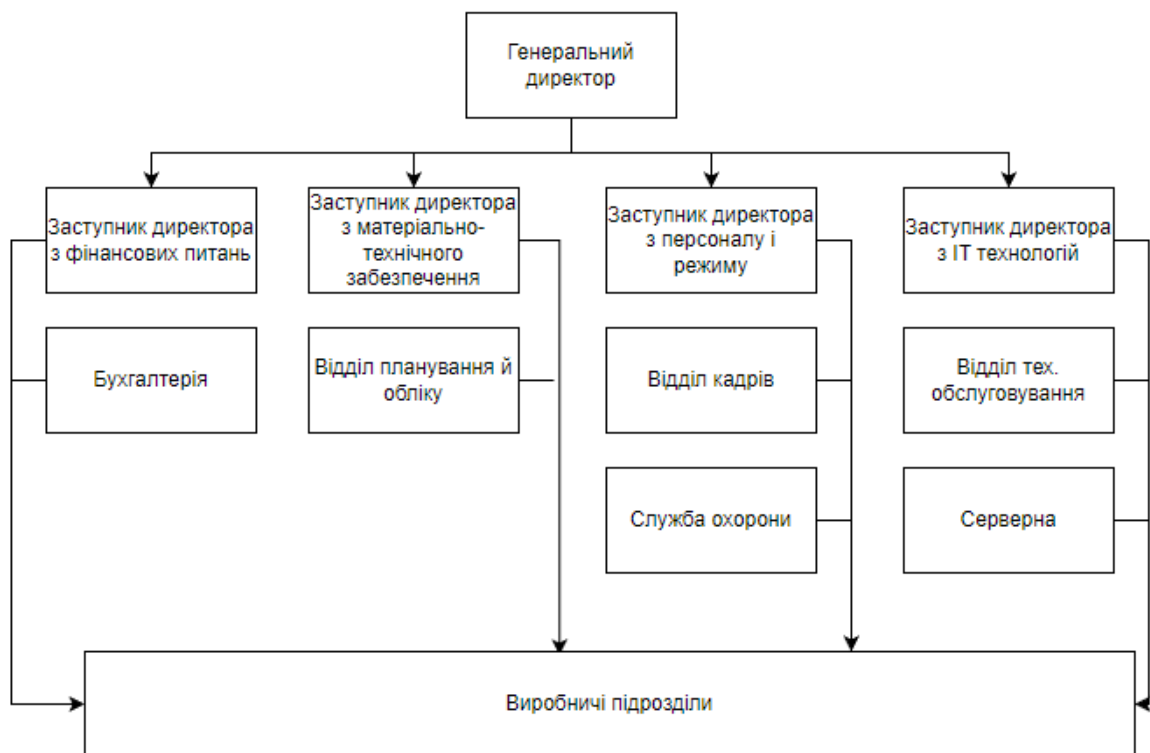 Генеральний
директор
Заступник директора
з фінансових питань
Заступник директора
з матеріально-
технічного
забезпечення
Заступник директора
з персоналу і
режиму
Заступник директора
з ІТ технологій
Бухгалтерія
Відділ планування й
обліку
Відділ кадрів
Відділ тех.
обслуговування
Служба охорони
Серверна
Виробничі підрозділи